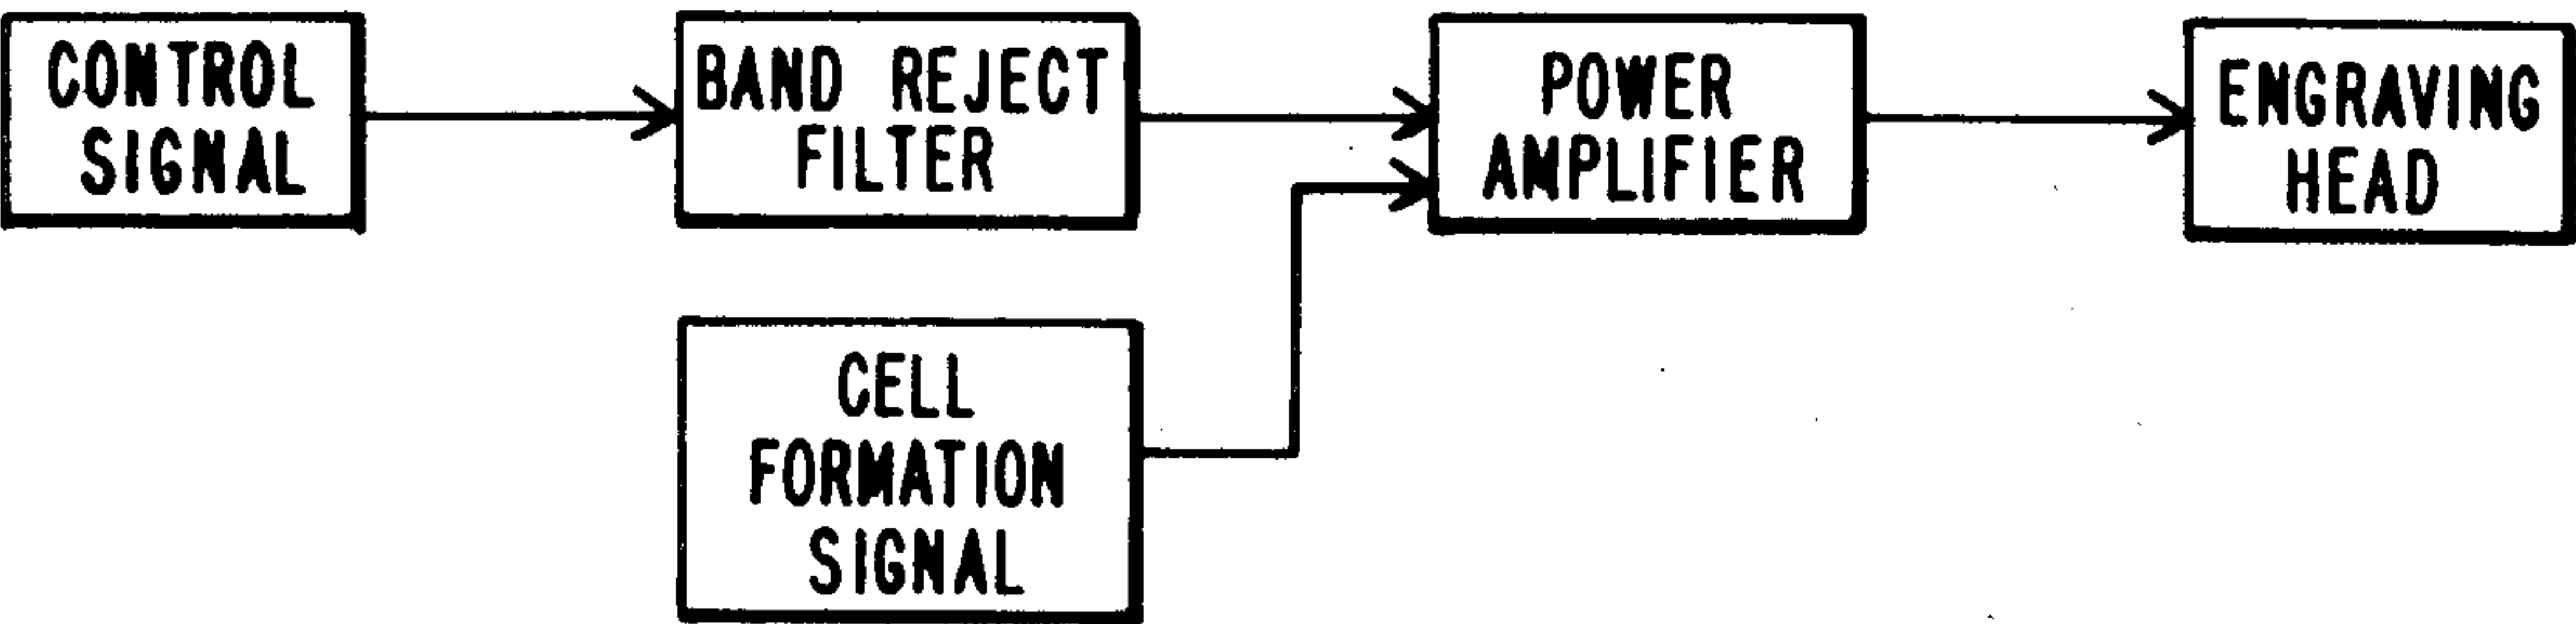 CONTROL
SIGNAL
BAND REJECT
FILTER
POWER
AMPLIFIER
ENGRAVING
HEAD
CELL
FORMATION
SIGNAL